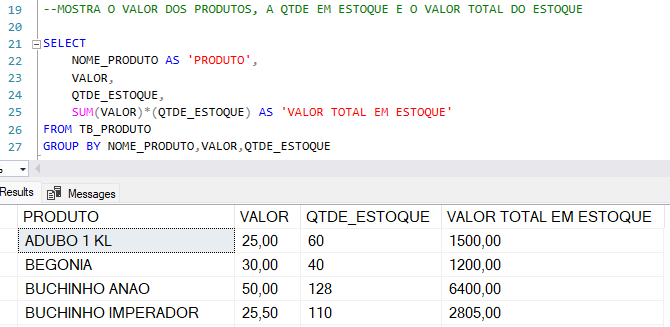 19 --MOSTRA O VALOR DOS PRODUTOS, A QTDE EM ESTOQUE E O VALOR TOTAL DO ESTOQUE
20
21 SELECT
22 NOME_PRODUTO AS 'PRODUTO',
23 VALOR,
24 QTDE_ESTOQUE,
25 SUM(VALOR)*(QTDE_ESTOQUE) AS 'VALOR TOTAL EM ESTOQUE'
26 FROM TB_PRODUTO
27 GROUP BY NOME_PRODUTO,VALOR,QTDE_ESTOQUE
Results Messages
PRODUTO VALOR QTDE_ESTOQUE VALOR TOTAL EM ESTOQUE
ADUBO 1 KL 25,00 60 1500,00
BEGONIA 30,00 40 1200,00
BUCHINHO ANAO 50,00 128 6400,00
BUCHINHO IMPERADOR 25,50 110 2805,00